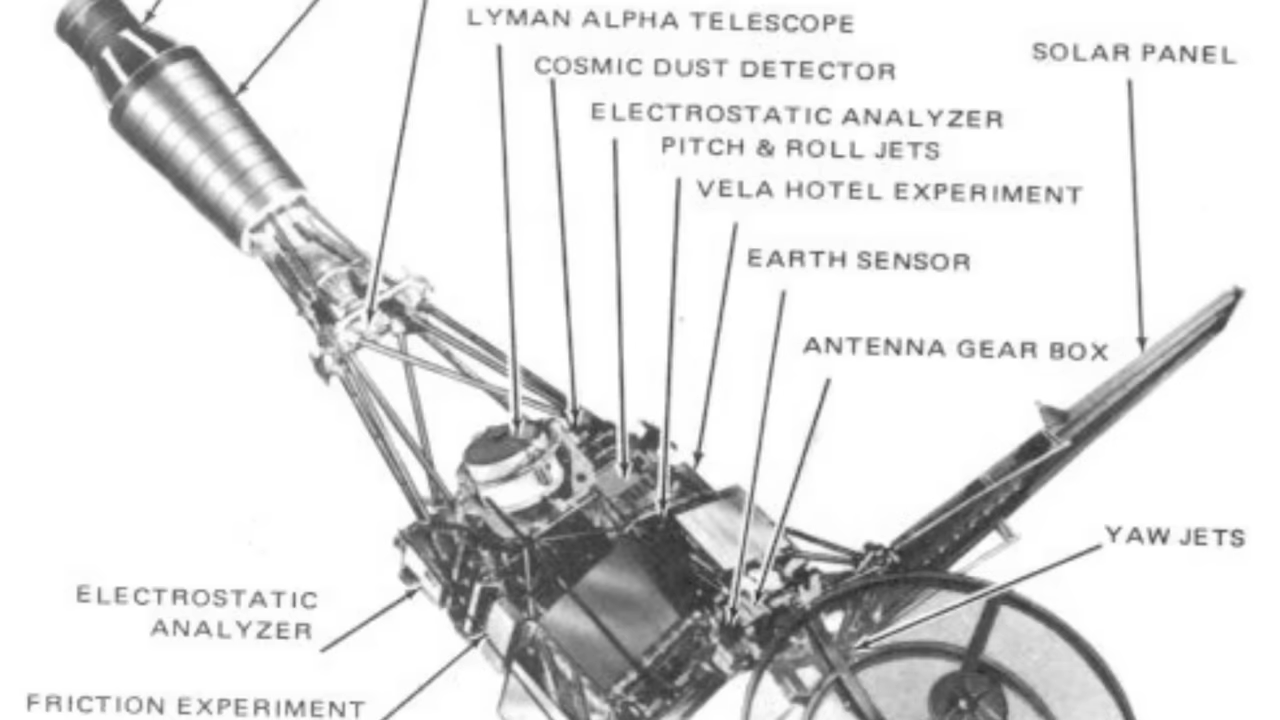 LYMAN ALPHA TELESCOPE
COSMIC DUST DETECTOR
SOLAR PANEL
ELECTROSTATIC ANALYZER
PITCH & ROLL JETS
VELA HOTEL EXPERIMENT
EARTH SENSOR
ANTENNA GEAR BOX
YAW JETS
ELECTROSTATIC
ANALYZER
FRICTION EXPERIMENT